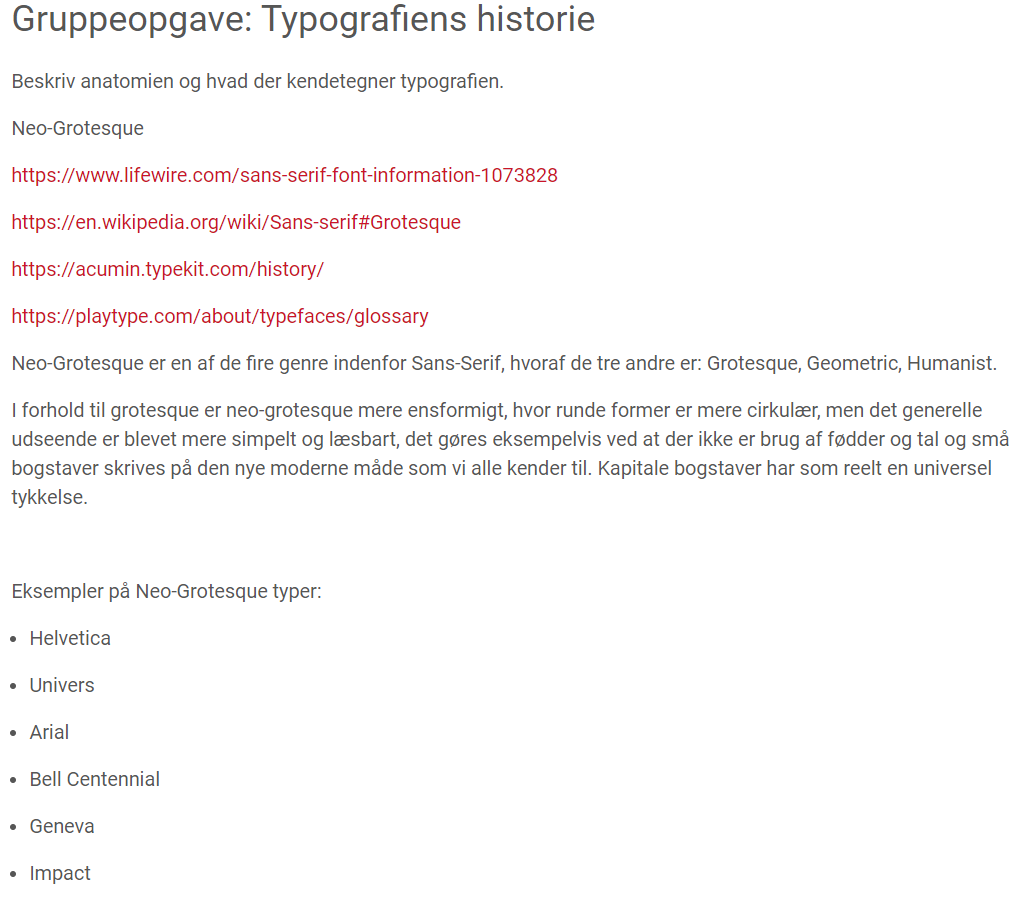 Gruppeopgave: Typografiens historie
Beskriv anatomien og hvad der kendetegner typografien.
Neo-Grotesque
https://www.lifewire.com/sans-serif-font-information-1073828
https://en.wikipedia.org/wiki/Sans-serif#Grotesque
https://acumin.typekit.com/history/
https://playtype.com/about/typefaces/glossary
Neo-Grotesque er en af de fire genre indenfor Sans-Serif, hvoraf de tre andre er: Grotesque, Geometric, Humanist.
I forhold til grotesque er neo-grotesque mere ensformigt, hvor runde former er mere cirkulær, men det generelle
udseende er blevet mere simpelt og læsbart, det gøres eksempelvis ved at der ikke er brug af fødder og tal og små
bogstaver skrives på den nye moderne måde som vi alle kender til. Kapitale bogstaver har som reelt en universel
tykkelse.
Eksempler på Neo-Grotesque typer:
• Helvetica
• Univers
• Arial
• Bell Centennial
• Geneva
• Impact